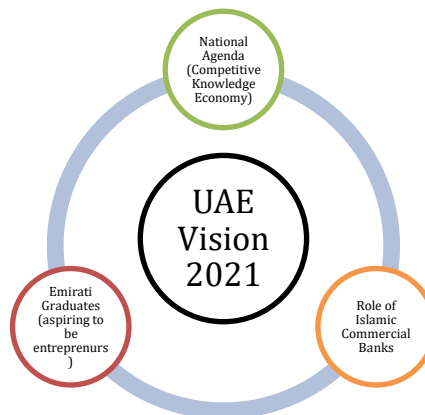 National
Agenda
(Competitive
Knowledge
Economy)
UAE
Vision
2021
Emirati
Graduates
(aspiring to
be
entreprenurs
)
Role of
Islamic
Commercial
Banks